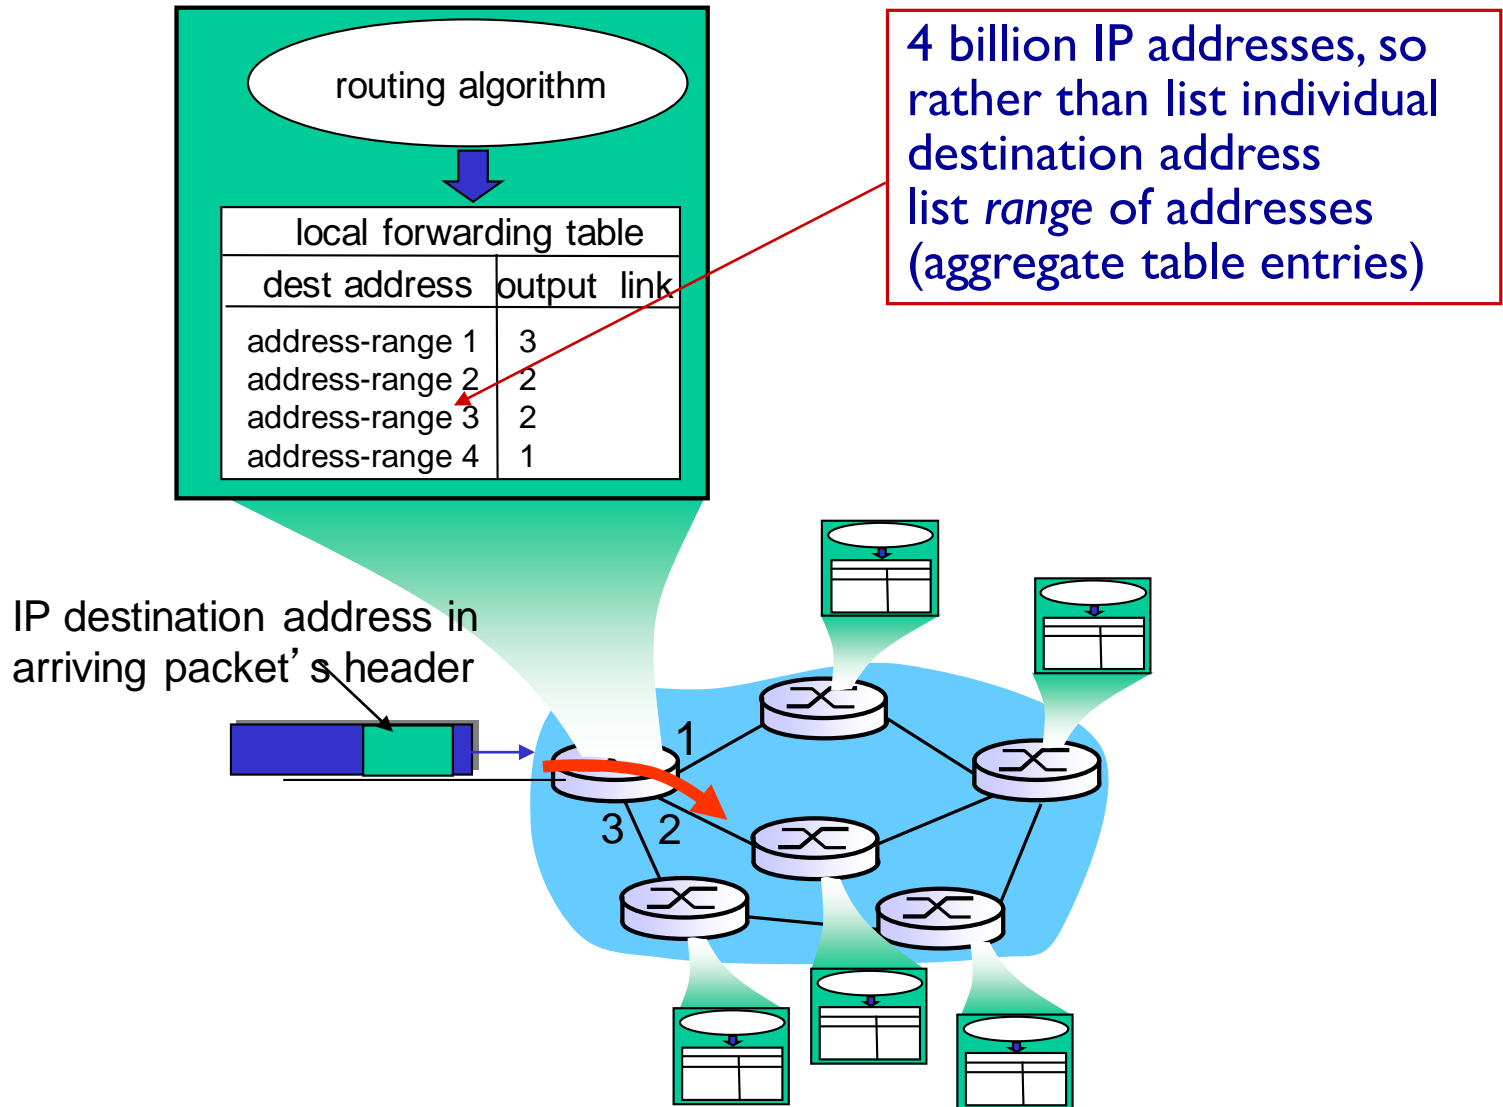 routing algorithm
local forwarding table
dest address output link
address-range 1 3
address-range 2 2
address-range 3 2
address-range 4 1
4 billion IP addresses, so
rather than list individual
destination address
list range of addresses
(aggregate table entries)
IP destination address in
arriving packet's header
1
3 2